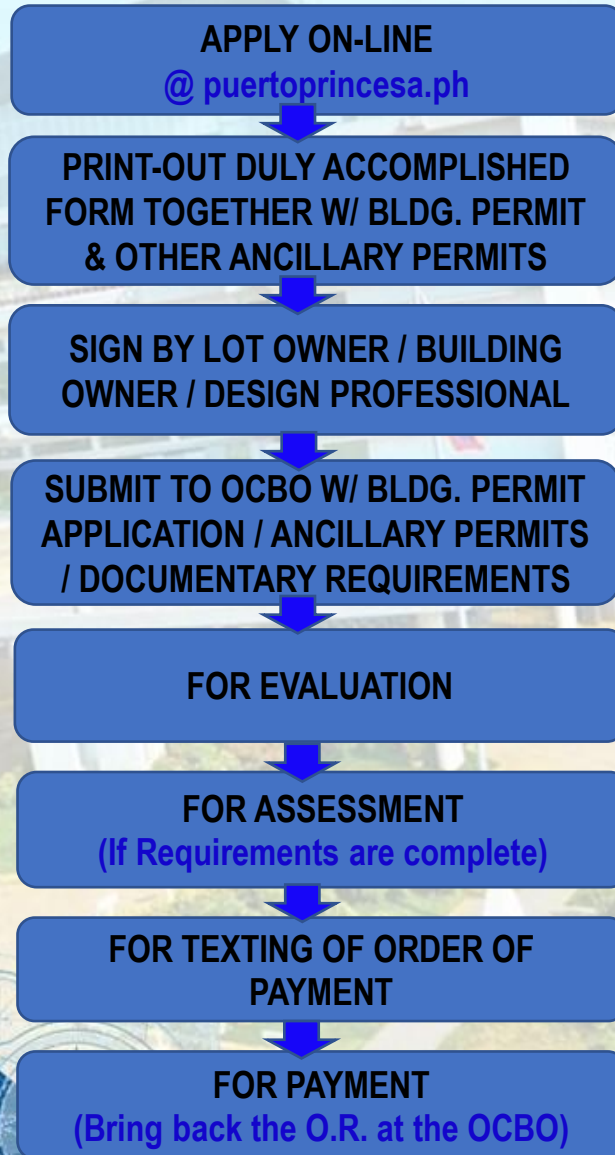 APPLY ON-LINE
@ puertoprincesa.ph
PRINT-OUT DULY ACCOMPLISHED
FORM TOGETHER W/ BLDG. PERMIT
& OTHER ANCILLARY PERMITS
SIGN BY LOT OWNER / BUILDING
OWNER / DESIGN PROFESSIONAL
SUBMIT TO OCBO W/ BLDG. PERMIT
APPLICATION / ANCILLARY PERMITS
/ DOCUMENTARY REQUIREMENTS
FOR EVALUATION
FOR ASSESSMENT
(If Requirements are complete)
FOR TEXTING OF ORDER OF
PAYMENT
FOR PAYMENT
(Bring back the O.R. at the OCBO)